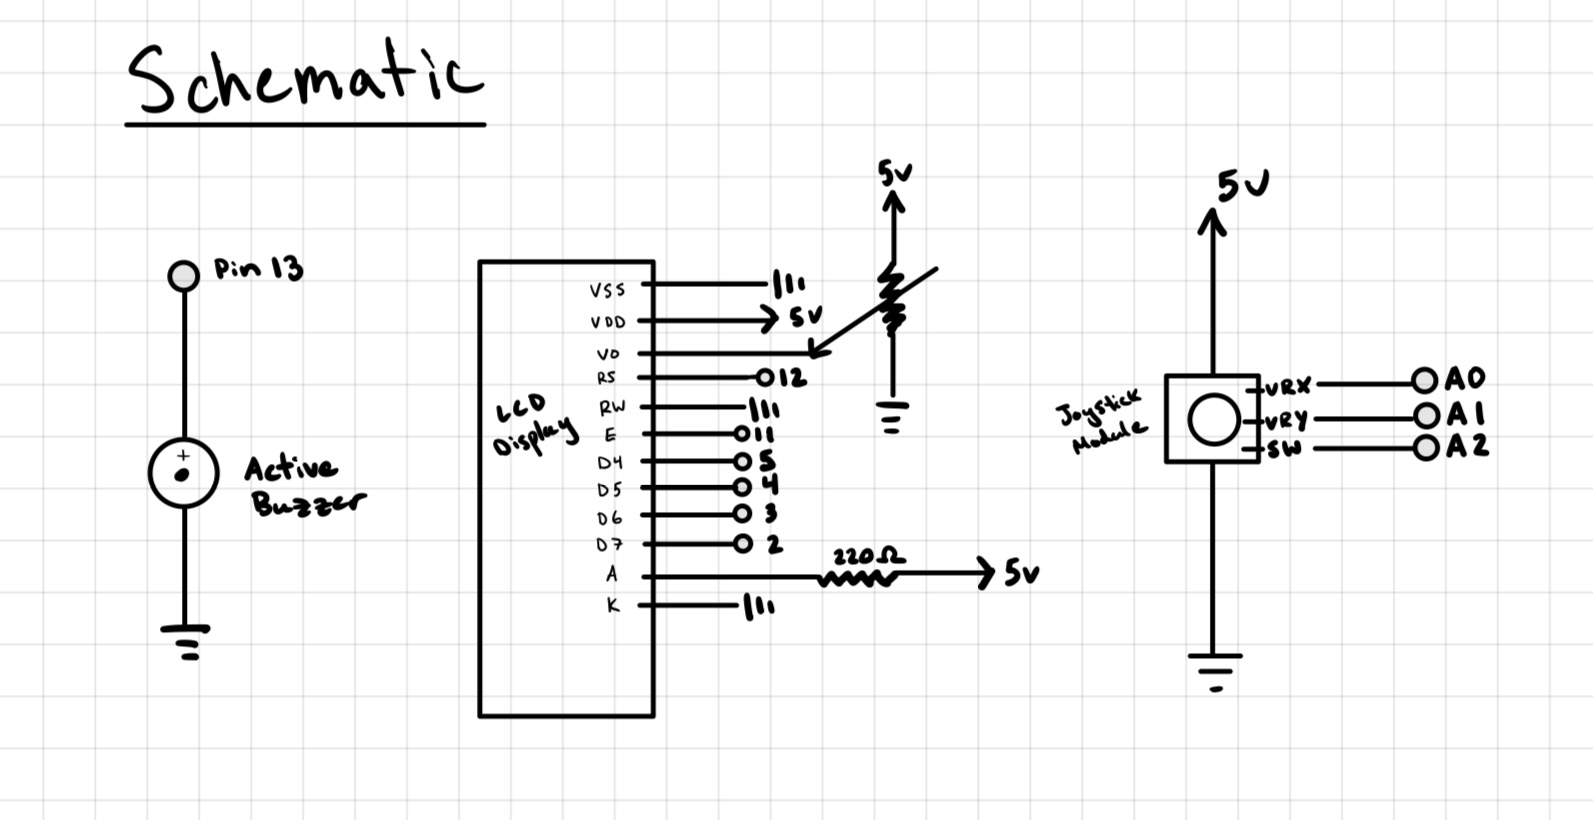 Schematic
Pin 13
+
Active
Buzzer
LCD
Display
VSS
VDD
5V
VO
RS
12
RW
E
11
D4
5
D5
4
D6
3
D7
2
A
220Ω
5V
K
5V
5V
Joystick
Module
VRX
A0
VRY
A1
SW
A2